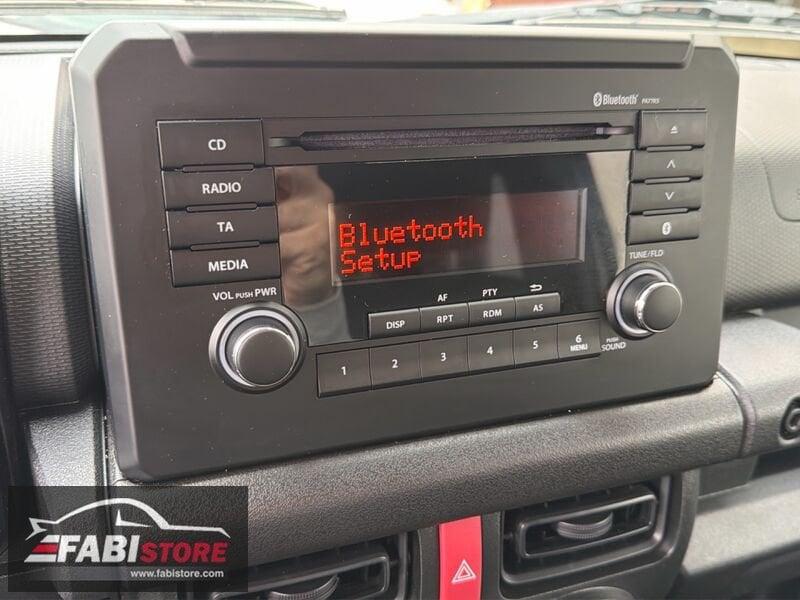 Bluetooth PA77RS
CD
RADIO
TA
MEDIA
Bluetooth
Setup
VOL PUSH PWR
TUNE/FLD
AF PTY
DISP RPT RDM AS
1 2 3 4 5 6
MENU
PUSH
SOUND
FABISTORE
www.fabistore.com